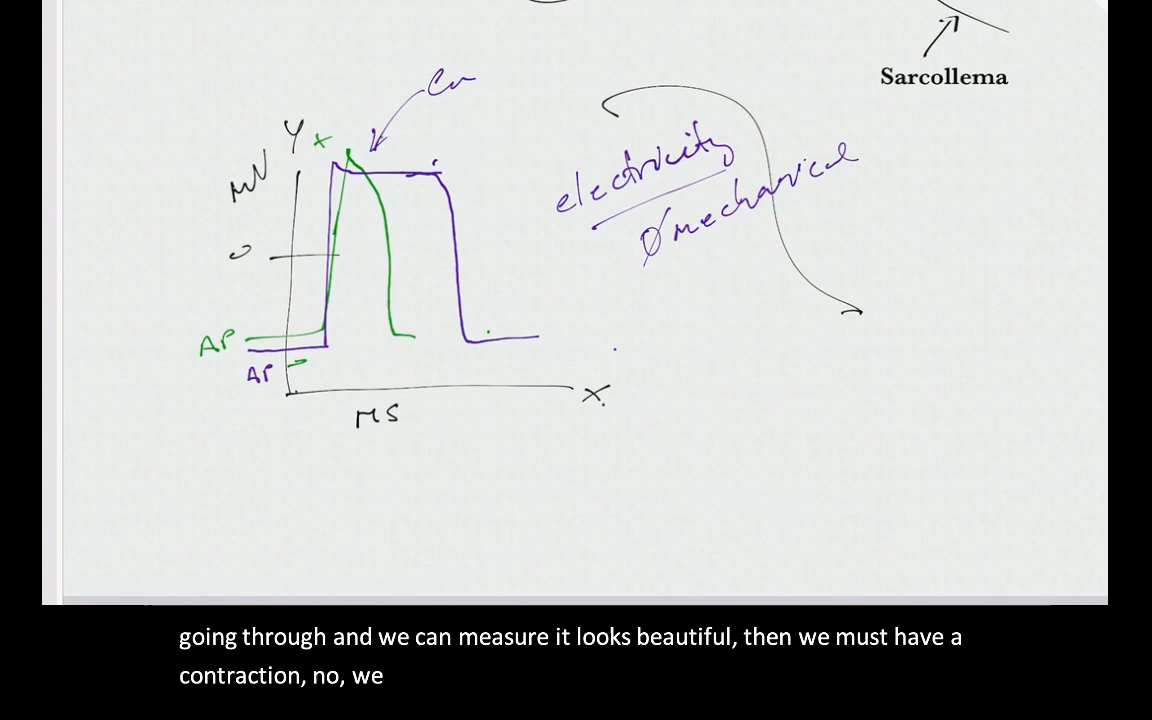 Sarcollema
Ca
Y +
mV
electricity
Ø mechanical
0
AP
AP -
X
MS
going through and we can measure it looks beautiful, then we must have a
contraction, no, we